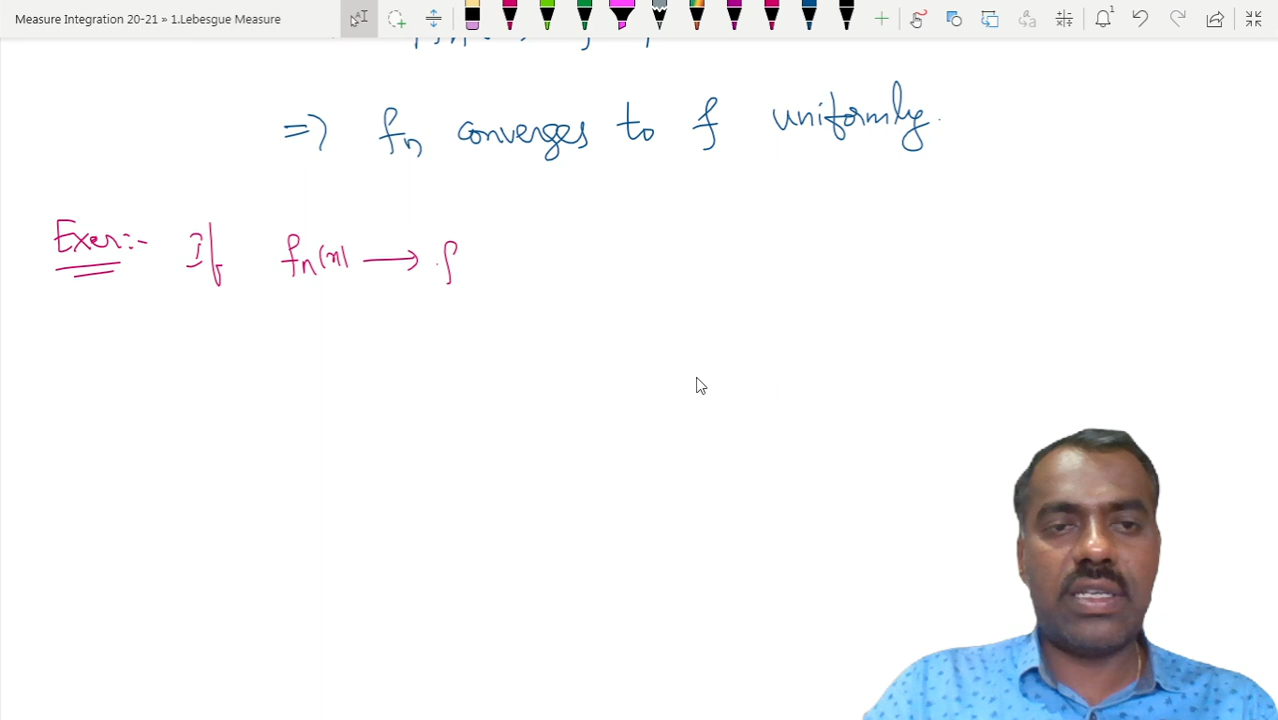 Measure Integration 20-21 » 1.Lebesgue Measure
=> fn converges to f uniformly.
Exer:- If fn(x) → f